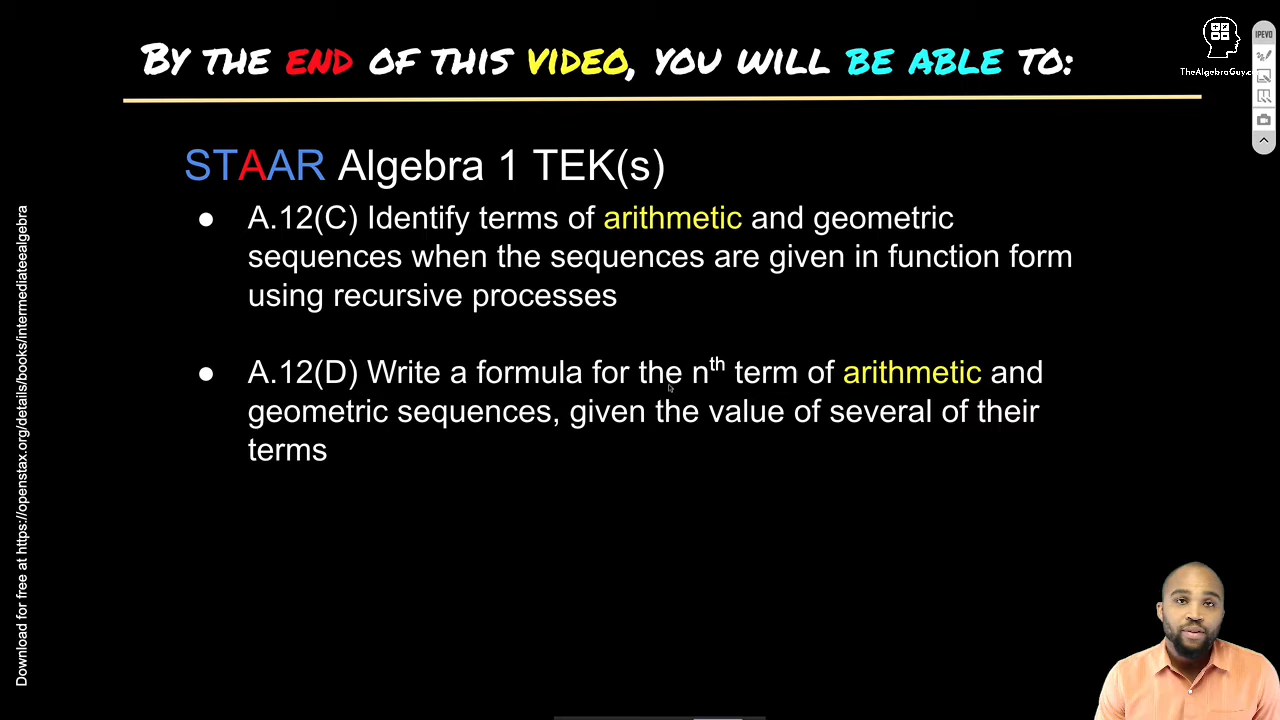 By the end of this video, you will be able to:
TheAlgebraGuy.c
IPEVO
STAAR Algebra 1 TEK(s)
● A.12(C) Identify terms of arithmetic and geometric
sequences when the sequences are given in function form
using recursive processes
● A.12(D) Write a formula for the nth term of arithmetic and
geometric sequences, given the value of several of their
terms
Download for free at https://openstax.org/details/books/intermediateealgebra